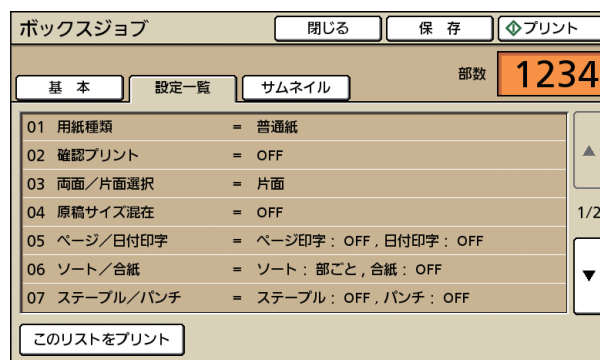 ボックスジョブ 閉じる 保 存 プリント
基 本 設定一覧 サムネイル 部数 1234
01 用紙種類 = 普通紙
02 確認プリント = OFF
03 両面／片面選択 = 片面
04 原稿サイズ混在 = OFF
05 ページ／日付印字 = ページ印字： OFF , 日付印字： OFF
06 ソート／合紙 = ソート： 部ごと , 合紙： OFF
07 ステープル／パンチ = ステープル： OFF , パンチ： OFF
1/2
このリストをプリント